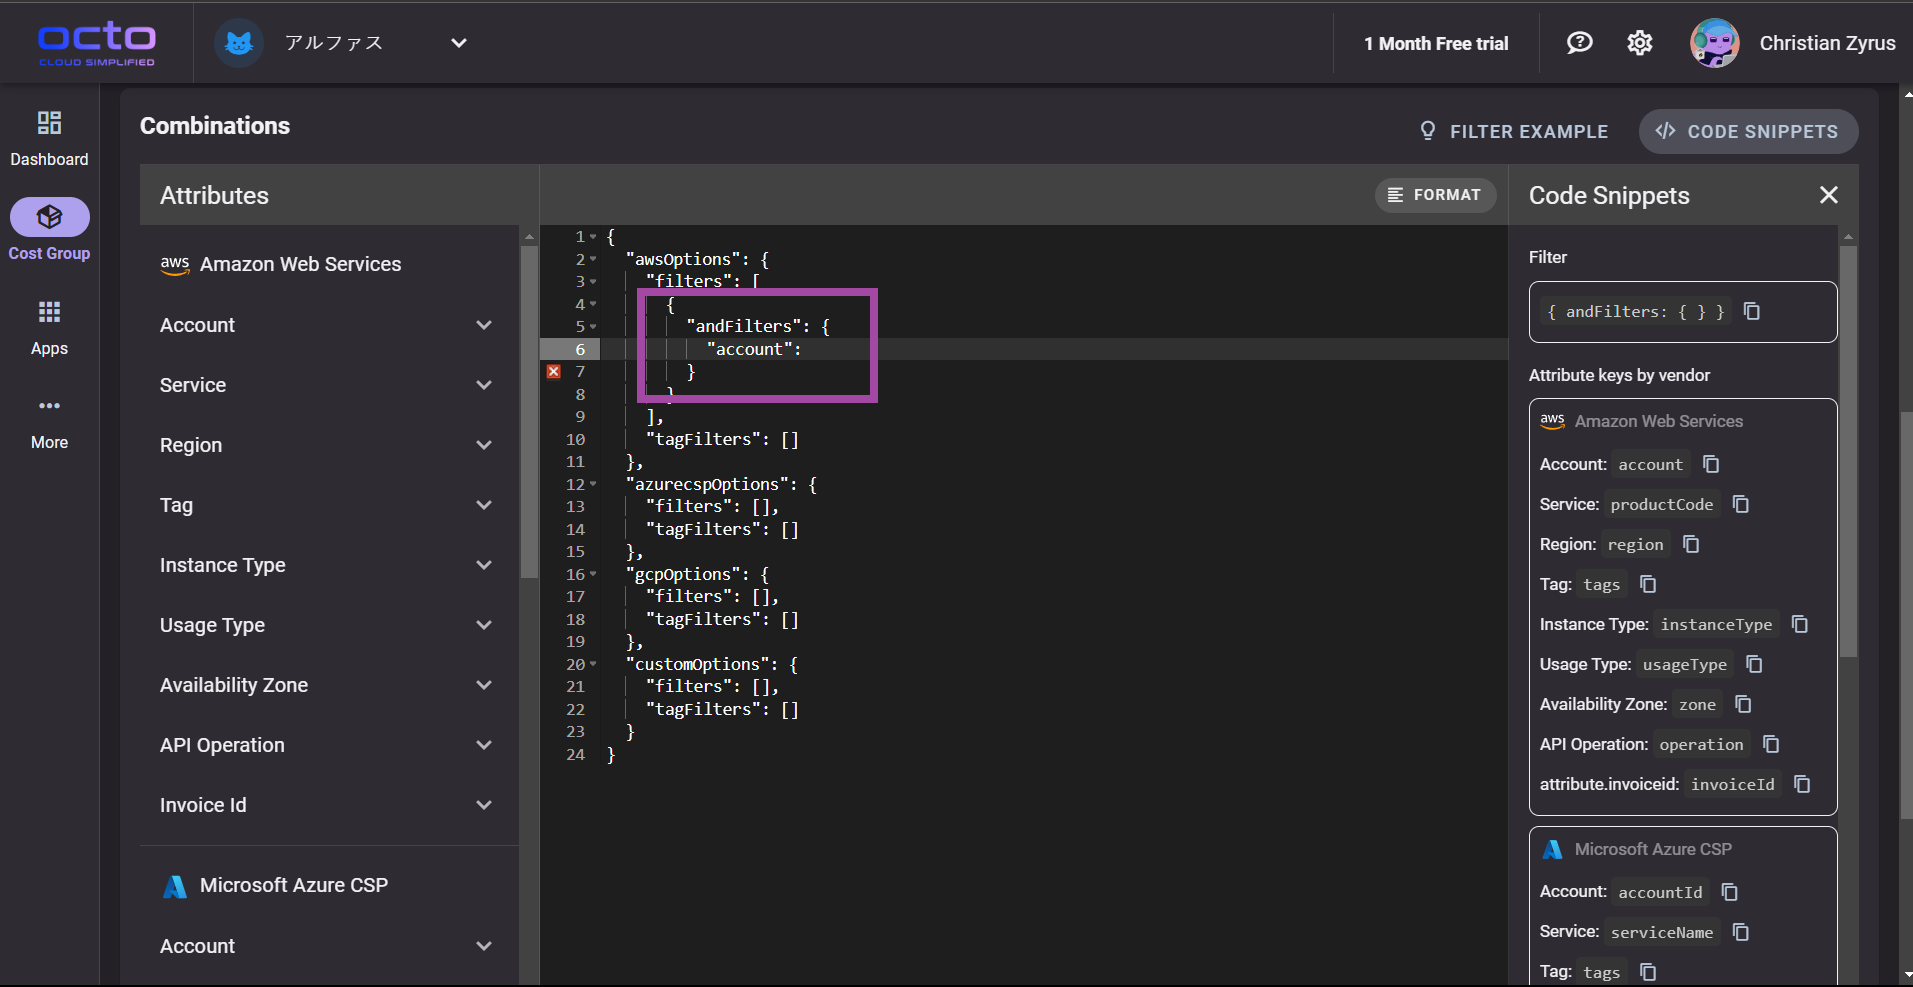 octo
CLOUD SIMPLIFIED
アルファス
1 Month Free trial
Christian Zyrus
Dashboard
Cost Group
Apps
More
Combinations
FILTER EXAMPLE
</> CODE SNIPPETS
Attributes
aws Amazon Web Services
Account
Service
Region
Tag
Instance Type
Usage Type
Availability Zone
API Operation
Invoice Id
Microsoft Azure CSP
Account
FORMAT
1 {
2 "awsOptions": {
3 "filters": [
4 {
5 "andFilters": {
6 "account":
7 }
8 }
9 ],
10 "tagFilters": []
11 },
12 "azurecspOptions": {
13 "filters": [],
14 "tagFilters": []
15 },
16 "gcpOptions": {
17 "filters": [],
18 "tagFilters": []
19 },
20 "customOptions": {
21 "filters": [],
22 "tagFilters": []
23 }
24 }
Code Snippets
Filter
{ andFilters: { } }
Attribute keys by vendor
aws Amazon Web Services
Account: account
Service: productCode
Region: region
Tag: tags
Instance Type: instanceType
Usage Type: usageType
Availability Zone: zone
API Operation: operation
attribute.invoiceid: invoiceId
Microsoft Azure CSP
Account: accountId
Service: serviceName
Tag: tags